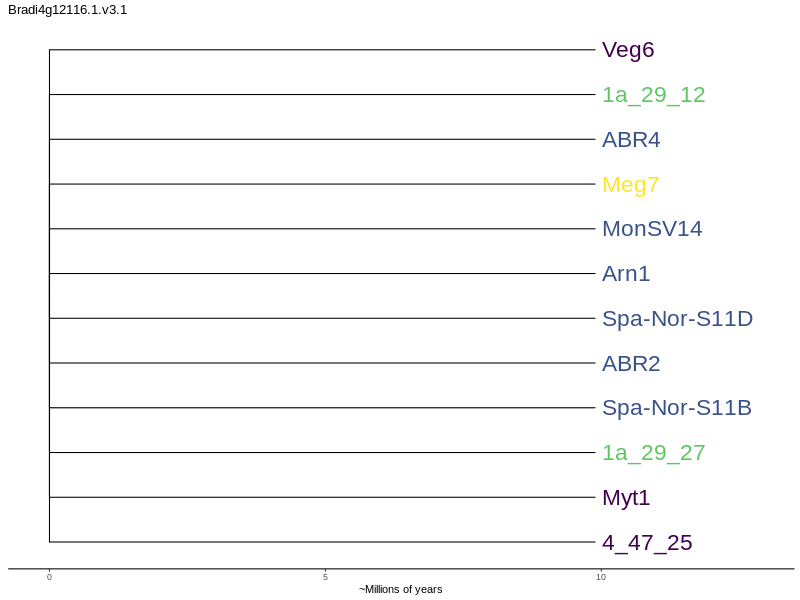 Bradi4g12116.1.v3.1
Veg6
1a_29_12
ABR4
Meg7
MonSV14
Arn1
Spa-Nor-S11D
ABR2
Spa-Nor-S11B
1a_29_27
Myt1
4_47_25
0 5 10
~Millions of years